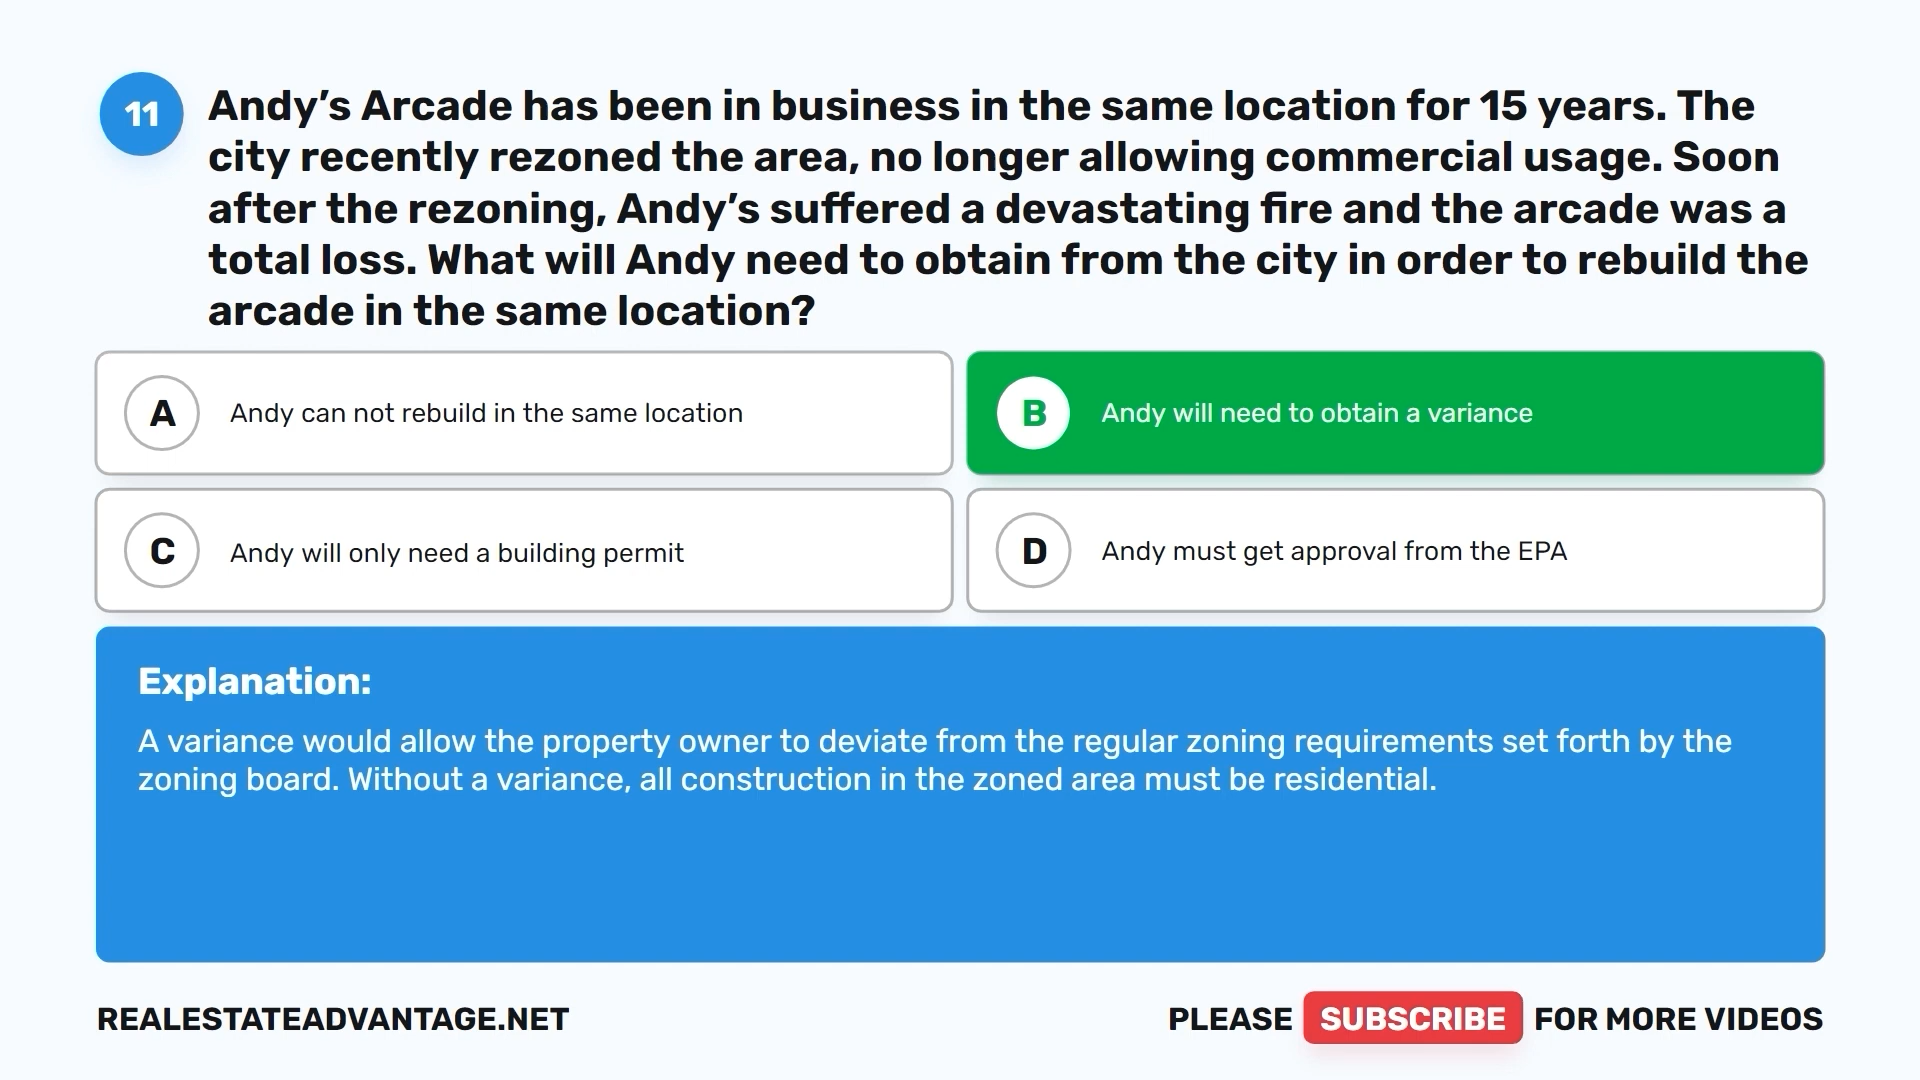 11
Andy’s Arcade has been in business in the same location for 15 years. The
city recently rezoned the area, no longer allowing commercial usage. Soon
after the rezoning, Andy’s suffered a devastating fire and the arcade was a
total loss. What will Andy need to obtain from the city in order to rebuild the
arcade in the same location?
A Andy can not rebuild in the same location
B Andy will need to obtain a variance
C Andy will only need a building permit
D Andy must get approval from the EPA
Explanation:
A variance would allow the property owner to deviate from the regular zoning requirements set forth by the
zoning board. Without a variance, all construction in the zoned area must be residential.
REALESTATEADVANTAGE.NET
PLEASE SUBSCRIBE FOR MORE VIDEOS